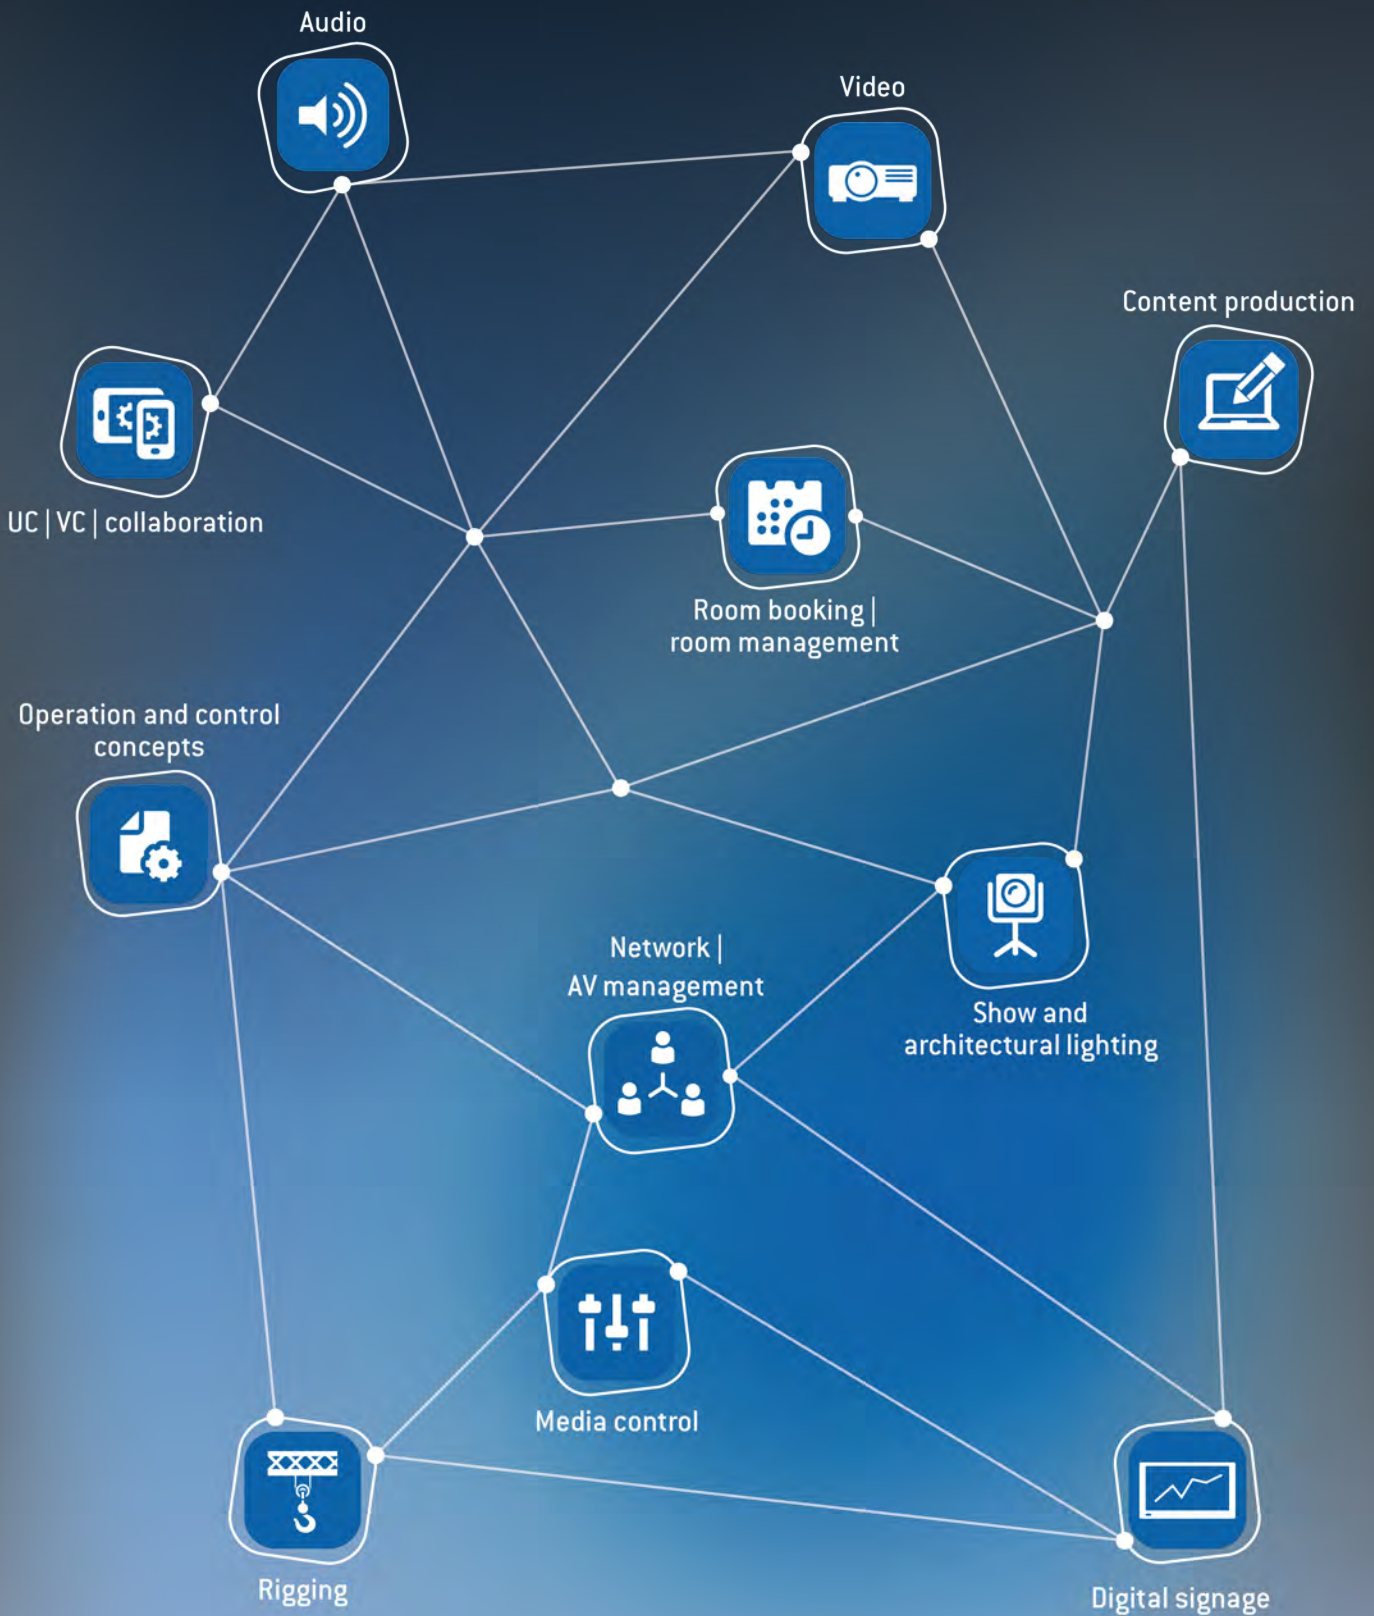 Audio
Video
Content production
UC | VC | collaboration
Room booking |
room management
Operation and control
concepts
Network |
AV management
Show and
architectural lighting
Media control
Rigging
Digital signage